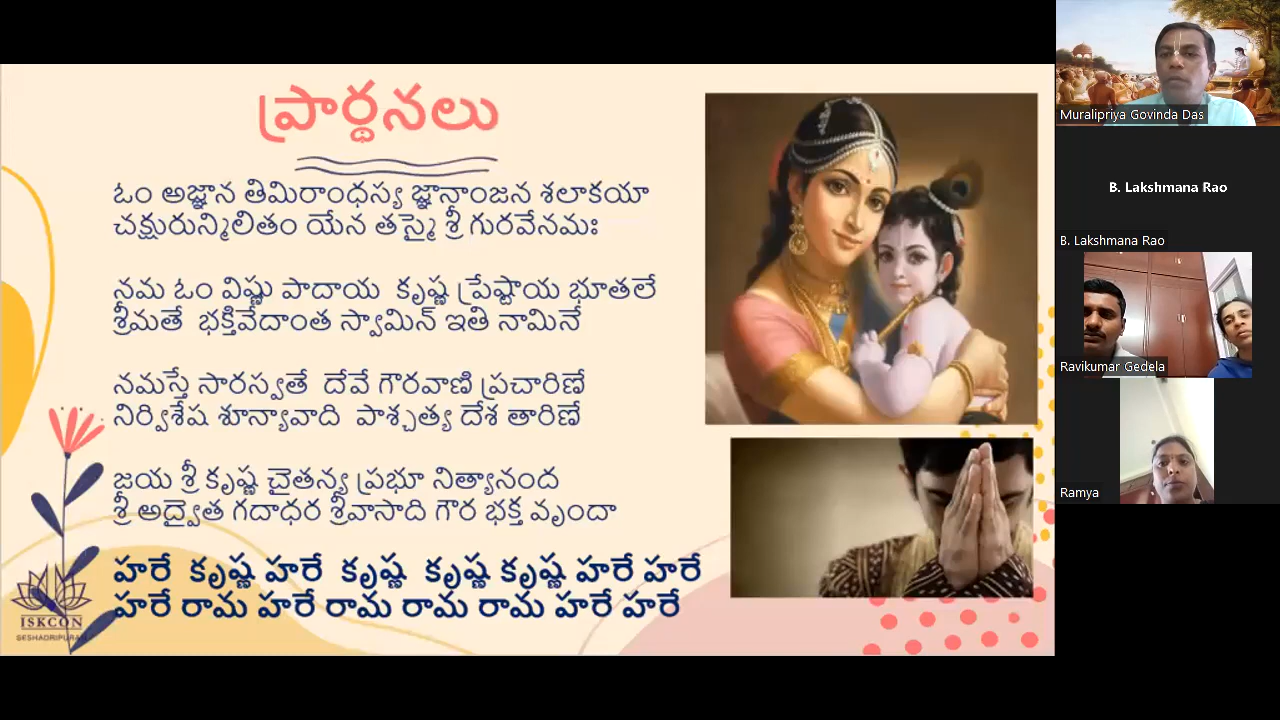 ప్రార్థనలు
ఓం అజ్ఞాన తిమిరాంధస్య జ్ఞానాంజన శలాకయా
చక్షురున్మిలితం యేన తస్మై శ్రీ గురవేనమః
నమ ఓం విష్ణు పాదాయ కృష్ణ ప్రేష్టాయ భూతలే
శ్రీమతే భక్తివేదాంత స్వామిన్ ఇతి నామినే
నమస్తే సారస్వతే దేవే గౌరవాణి ప్రచారిణే
నిర్విశేష శూన్యావాది పాశ్చత్య దేశ తారిణే
జయ శ్రీ కృష్ణ చైతన్య ప్రభూ నిత్యానంద
శ్రీ అద్వైత గదాధర శ్రీవాసాది గౌర భక్త వృందా
హరే కృష్ణ హరే కృష్ణ కృష్ణ కృష్ణ హరే హరే
హరే రామ హరే రామ రామ రామ హరే హరే
ISKCON
SESHADRIPURAM
Muralipriya Govinda Das
B. Lakshmana Rao
B. Lakshmana Rao
Ravikumar Gedela
Ramya